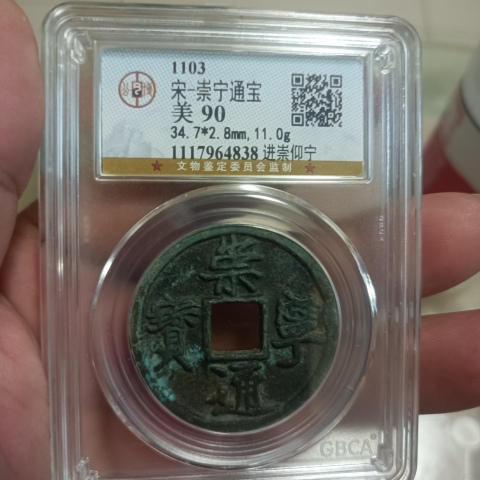 1103
宋-崇宁通宝
美 90
34.7*2.8mm,11.0g
1117964838 进崇仰宁
★ 文物鉴定委员会监制 ★
崇
寶 寧
通
GBCA